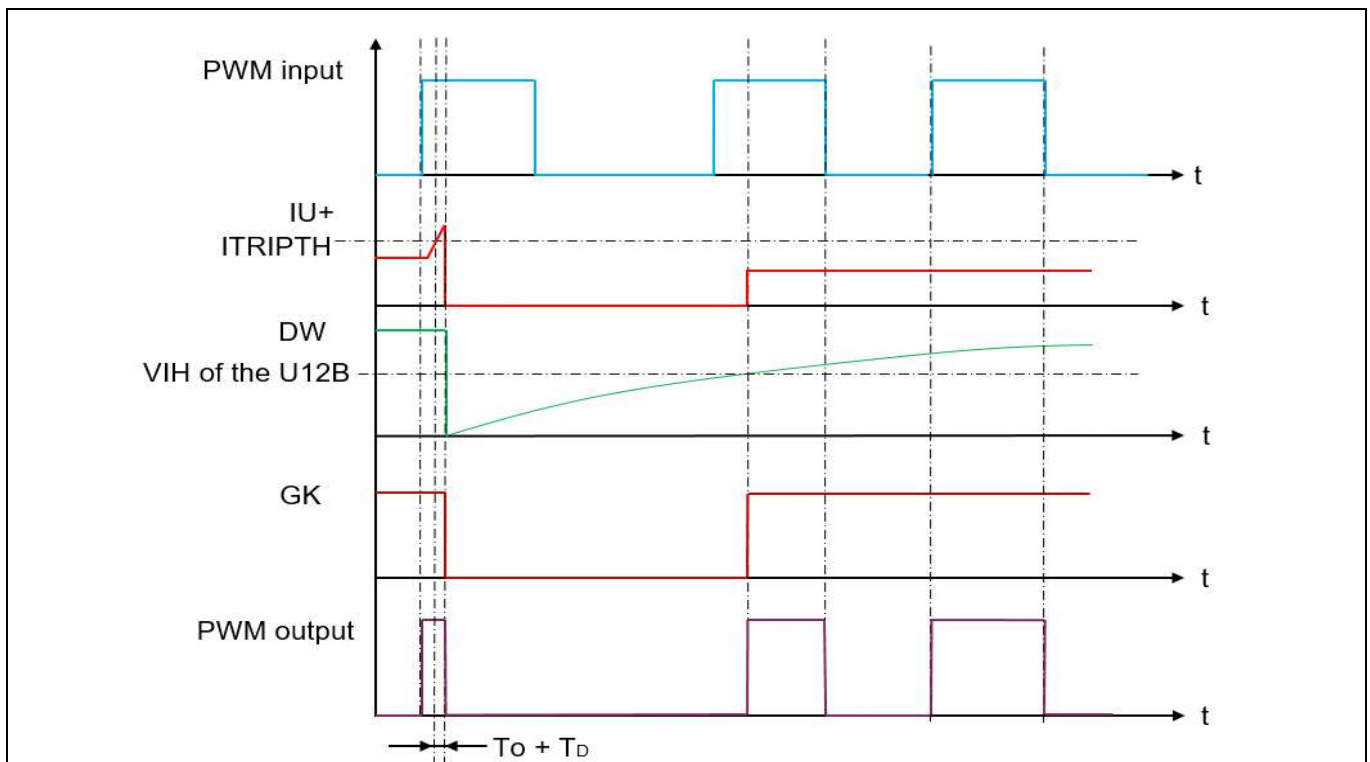 PWM input
t
IU+
ITRIPTH
t
DW
VIH of the U12B
t
GK
t
PWM output
t
To + TD